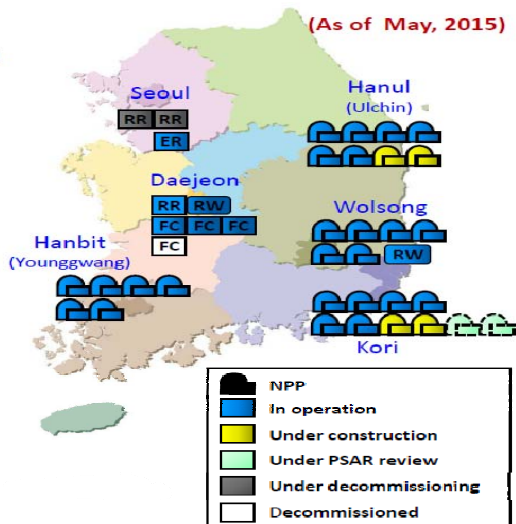 (As of May, 2015)
Seoul
RR RR
ER
Hanul
(Ulchin)
Daejeon
RR RW
FC FC FC
FC
Wolsong
RW
Hanbit
(Younggwang)
Kori
NPP
In operation
Under construction
Under PSAR review
Under decommissioning
Decommissioned